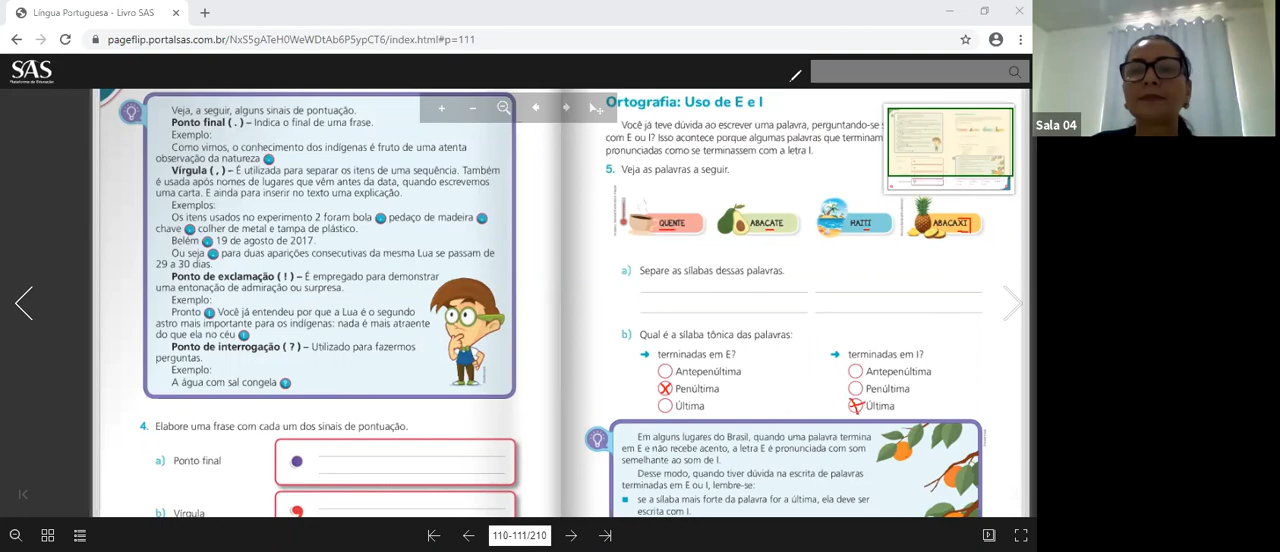 Língua Portuguesa - Livro SAS
pageflip.portalsas.com.br/NxS5gATeH0WeWDtAb6P5ypCT6/index.html#p=111
SAS
Plataforma de Educação
Veja, a seguir, alguns sinais de pontuação.
Ponto final ( . ) – Indica o final de uma frase.
Exemplo:
Como vimos, o conhecimento dos indígenas é fruto de uma atenta
observação da natureza
Vírgula ( , ) – É utilizada para separar os itens de uma sequência. Também
é usada após nomes de lugares que vêm antes da data, quando escrevemos
uma carta. E ainda para inserir no texto uma explicação.
Exemplos:
Os itens usados no experimento 2 foram bola , pedaço de madeira ,
chave , colher de metal e tampa de plástico.
Belém , 19 de agosto de 2017.
Ou seja , para duas aparições consecutivas da mesma Lua se passam de
29 a 30 dias.
Ponto de exclamação ( ! ) – É empregado para demonstrar
uma entonação de admiração ou surpresa.
Exemplo:
Pronto ! Você já entendeu por que a Lua é o segundo
astro mais importante para os indígenas: nada é mais atraente
do que ela no céu !
Ponto de interrogação ( ? ) – Utilizado para fazermos
perguntas.
Exemplo:
A água com sal congela ?
4. Elabore uma frase com cada um dos sinais de pontuação.
a) Ponto final
b) Vírgula
Ortografia: Uso de E e I
Você já teve dúvida ao escrever uma palavra, perguntando-se
com E ou I? Isso acontece porque algumas palavras que terminam
pronunciadas como se terminassem com a letra I.
5. Veja as palavras a seguir.
QUENTE
ABACATE
HAITI
ABACAXI
a) Separe as sílabas dessas palavras.
b) Qual é a sílaba tônica das palavras:
terminadas em E?
Antepenúltima
Penúltima
Última
terminadas em I?
Antepenúltima
Penúltima
Última
Em alguns lugares do Brasil, quando uma palavra termina
em E e não recebe acento, a letra E é pronunciada com som
semelhante ao som de I.
Desse modo, quando tiver dúvida na escrita de palavras
terminadas em E ou I, lembre-se:
se a sílaba mais forte da palavra for a última, ela deve ser
escrita com I.
110-111/210
Sala 04